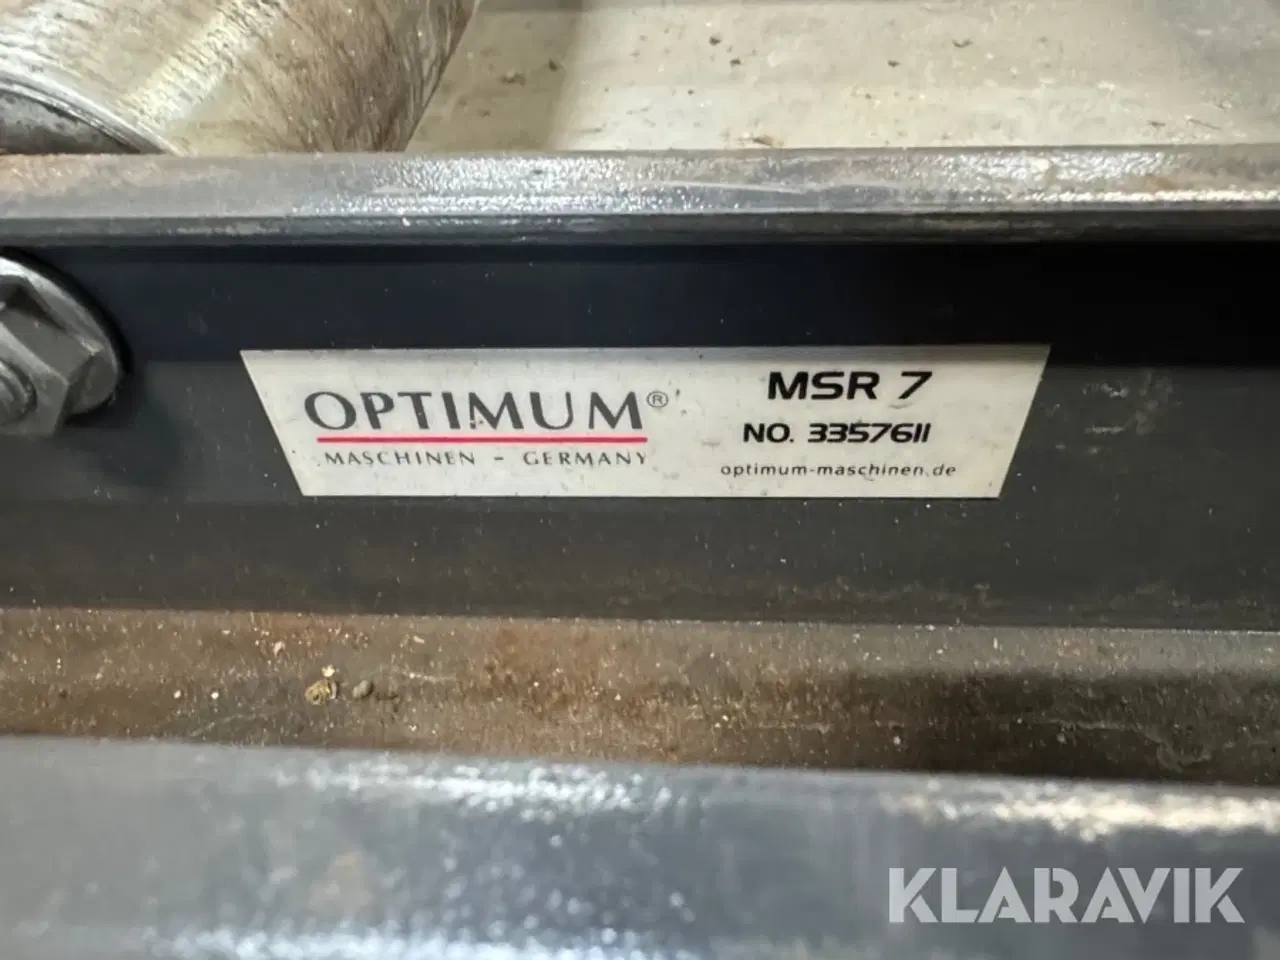 OPTIMUM®
MASCHINEN - GERMANY
MSR 7
NO. 3357611
optimum-maschinen.de
KLARAVIK